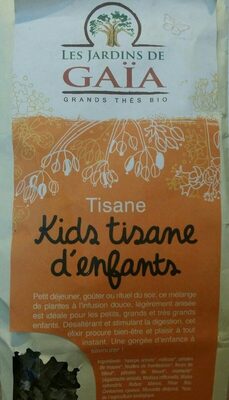 LES JARDINS DE
GAÏA
GRANDS THÉS BIO
Tisane
Kids tisane
d'enfants
Petit déjeuner, goûter ou rituel du soir, ce mélange
de plantes à l'infusion douce, légèrement anisée
est idéale pour les petits, grands et très grands
enfants. Désaltérant et stimulant la digestion, cet
élixir procure bien-être et plaisir à tout
instant. Une gorgée d'enfance à
savourer !